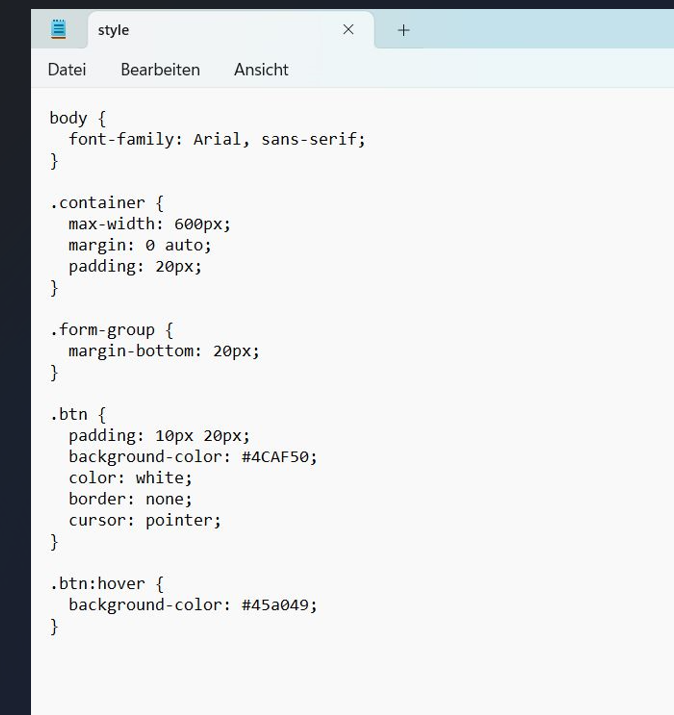 style
Datei Bearbeiten Ansicht
body {
  font-family: Arial, sans-serif;
}
.container {
  max-width: 600px;
  margin: 0 auto;
  padding: 20px;
}
.form-group {
  margin-bottom: 20px;
}
.btn {
  padding: 10px 20px;
  background-color: #4CAF50;
  color: white;
  border: none;
  cursor: pointer;
}
.btn:hover {
  background-color: #45a049;
}